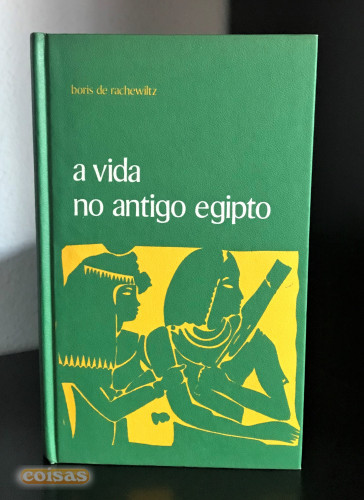 boris de rachewiltz
a vida
no antigo egipto
coisas